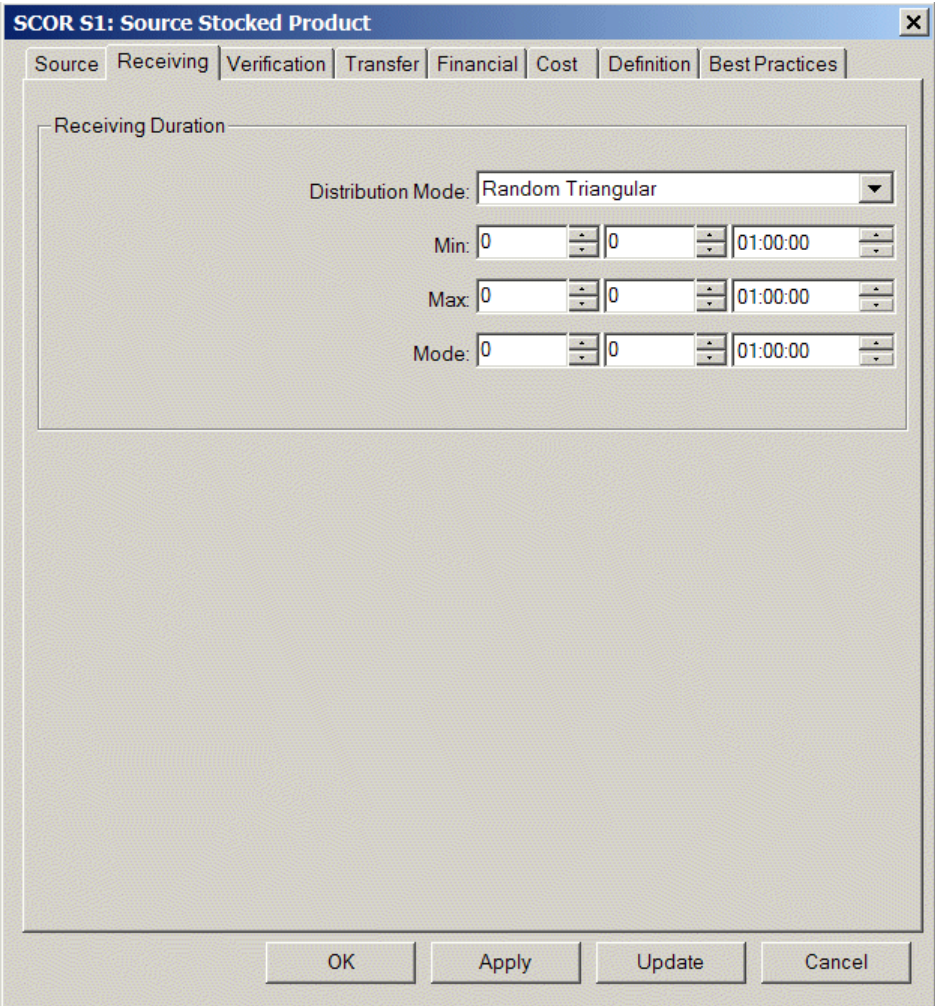 SCOR S1: Source Stocked Product
Source Receiving Verification Transfer Financial Cost Definition Best Practices
Receiving Duration
Distribution Mode: Random Triangular
Min: 0 0 01:00:00
Max: 0 0 01:00:00
Mode: 0 0 01:00:00
OK Apply Update Cancel